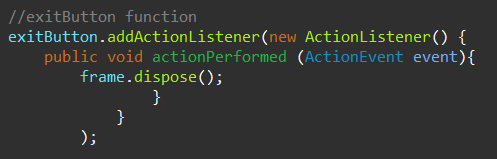 //exitButton function
exitButton.addActionListener(new ActionListener() {
    public void actionPerformed (ActionEvent event){
        frame.dispose();
                }
            }
        );